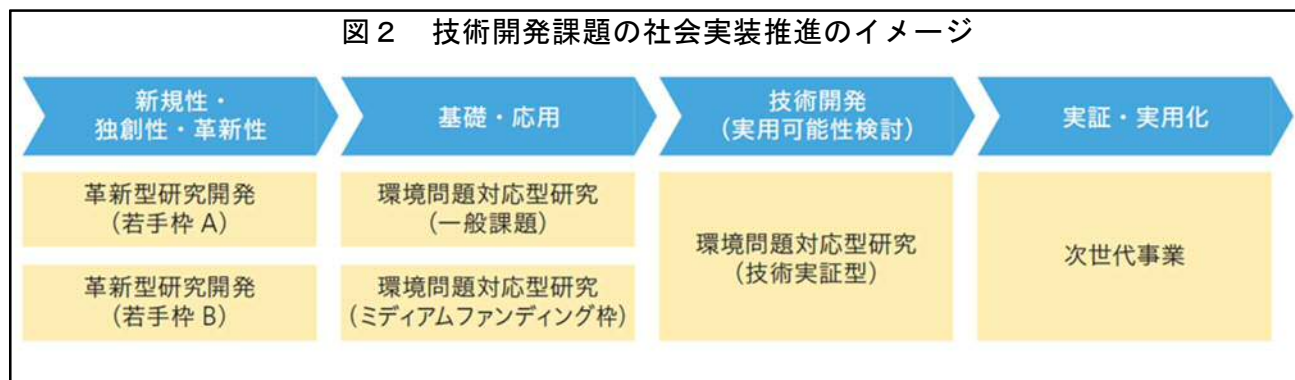 図2 技術開発課題の社会実装推進のイメージ
新規性・
独創性・革新性
基礎・応用
技術開発
(実用可能性検討)
実証・実用化
革新型研究開発
(若手枠 A)
環境問題対応型研究
(一般課題)
環境問題対応型研究
(技術実証型)
次世代事業
革新型研究開発
(若手枠 B)
環境問題対応型研究
(ミディアムファンディング枠)